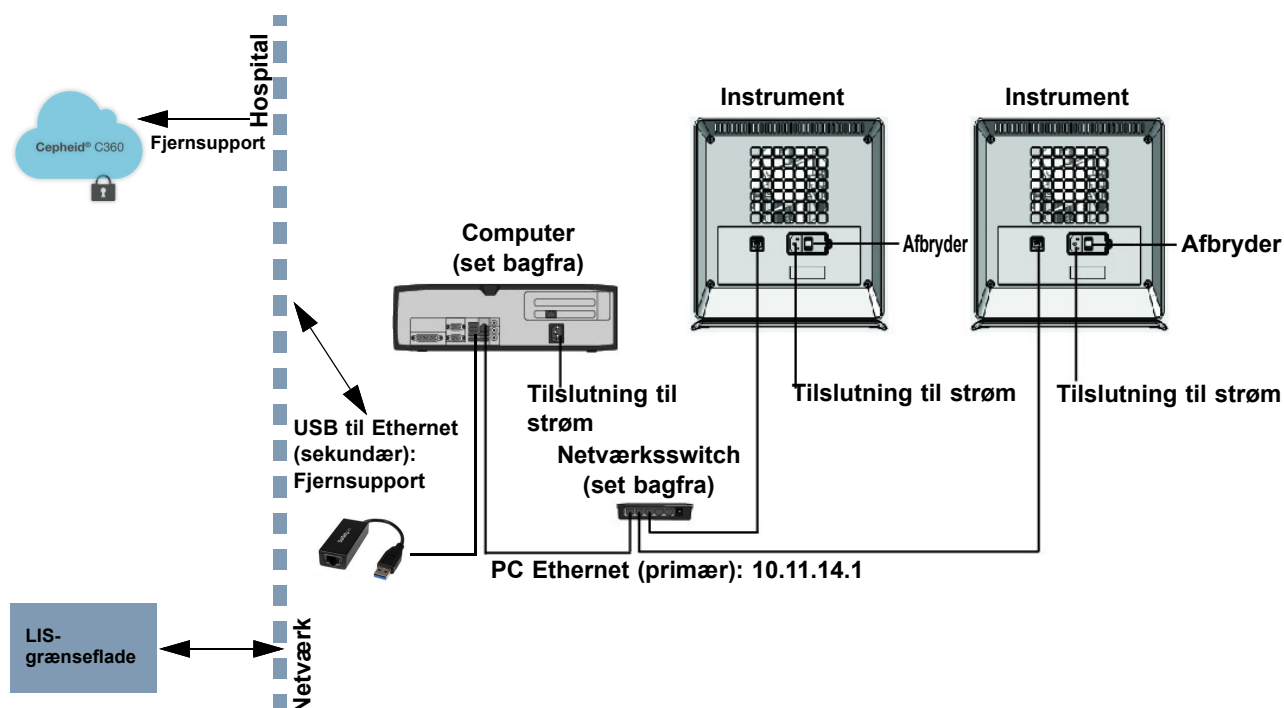 Hospital
Cepheid® C360
Fjernsupport
Instrument
Instrument
Computer
(set bagfra)
Afbryder
Afbryder
Tilslutning til
strøm
Tilslutning til strøm
Tilslutning til strøm
USB til Ethernet
(sekundær):
Fjernsupport
Netværksswitch
(set bagfra)
PC Ethernet (primær): 10.11.14.1
LIS-
grænseflade
Netværk